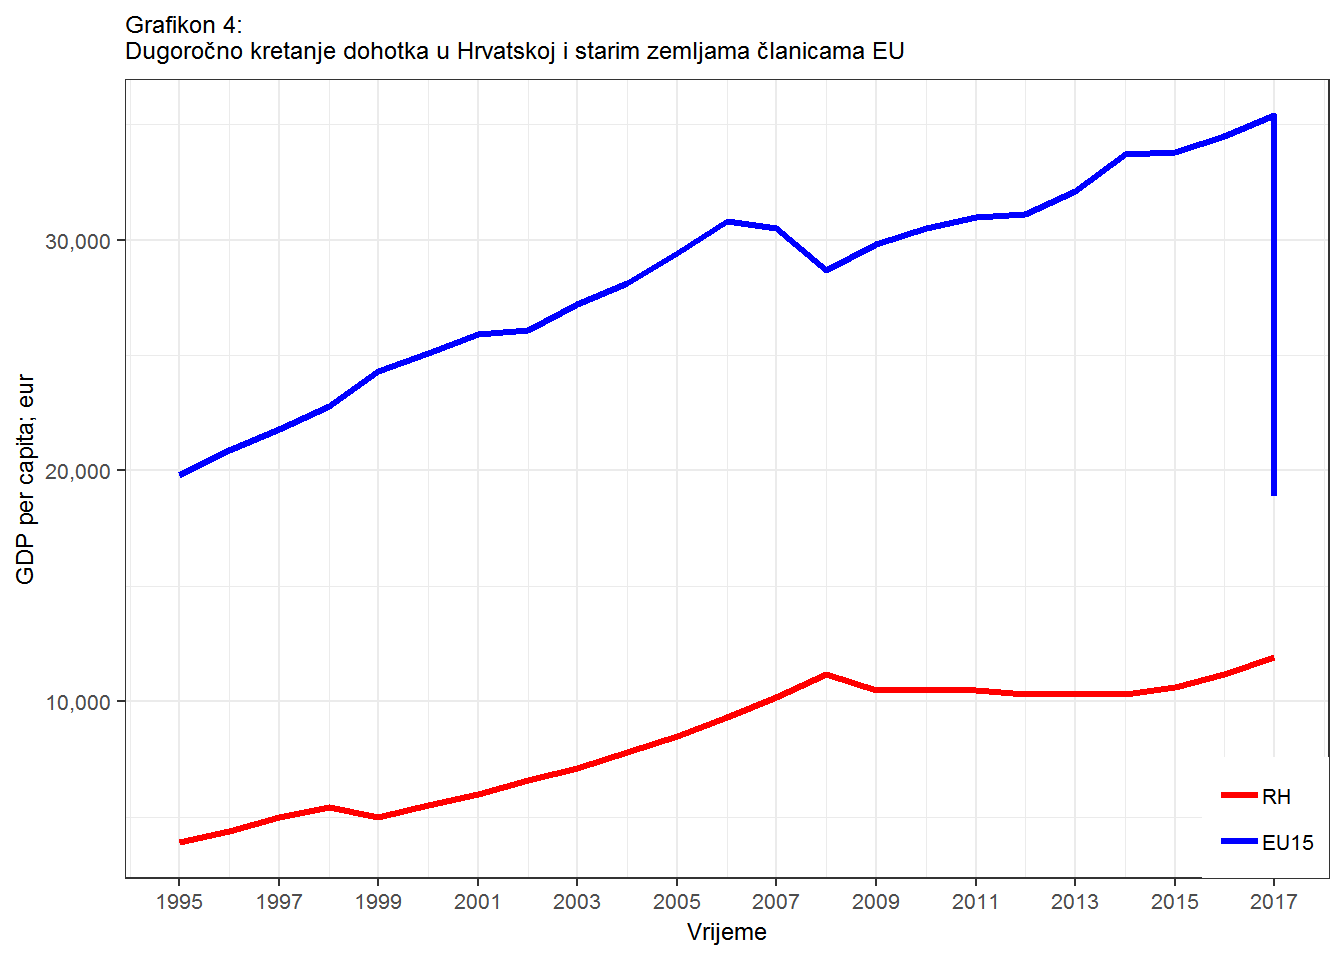 Grafikon 4:
Dugoročno kretanje dohotka u Hrvatskoj i starim zemljama članicama EU
GDP per capita; eur
30,000
20,000
10,000
RH
EU15
1995 1997 1999 2001 2003 2005 2007 2009 2011 2013 2015 2017
Vrijeme